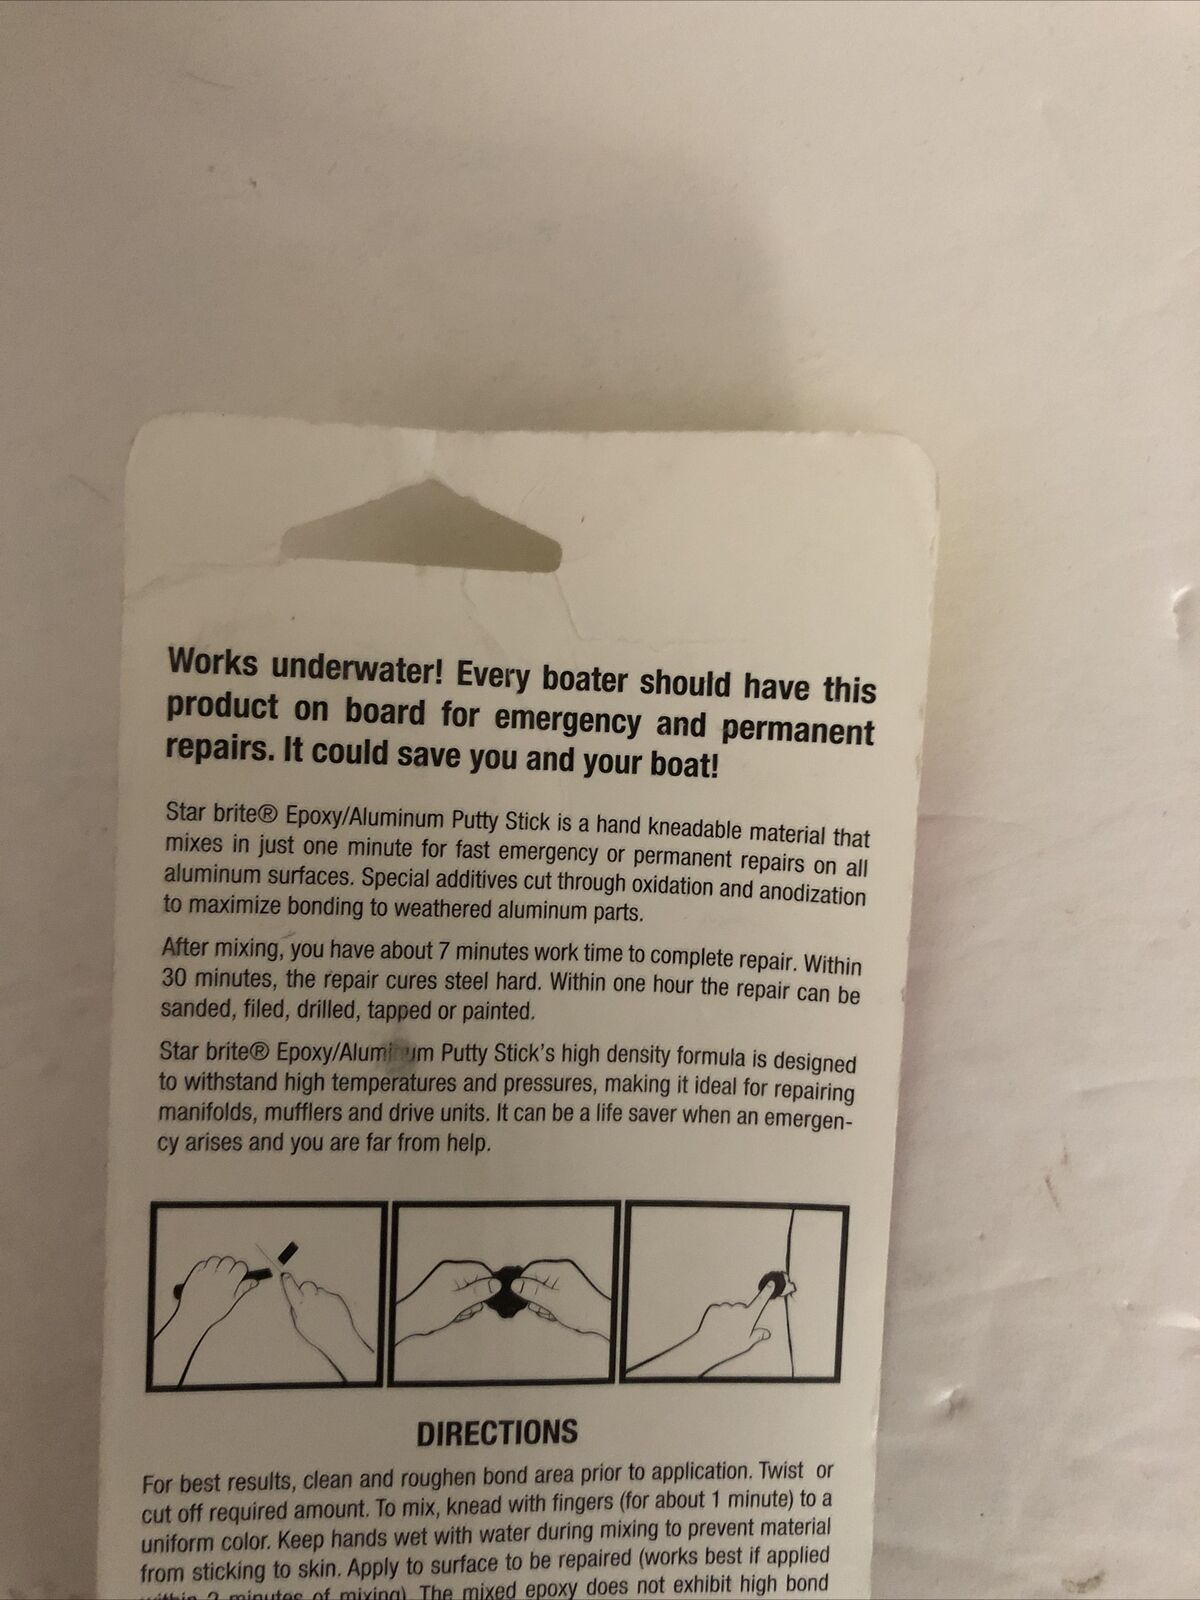 Works underwater! Every boater should have this
product on board for emergency and permanent
repairs. It could save you and your boat!
Star brite® Epoxy/Aluminum Putty Stick is a hand kneadable material that
mixes in just one minute for fast emergency or permanent repairs on all
aluminum surfaces. Special additives cut through oxidation and anodization
to maximize bonding to weathered aluminum parts.
After mixing, you have about 7 minutes work time to complete repair. Within
30 minutes, the repair cures steel hard. Within one hour the repair can be
sanded, filed, drilled, tapped or painted.
Star brite® Epoxy/Aluminum Putty Stick's high density formula is designed
to withstand high temperatures and pressures, making it ideal for repairing
manifolds, mufflers and drive units. It can be a life saver when an emergen-
cy arises and you are far from help.
DIRECTIONS
For best results, clean and roughen bond area prior to application. Twist or
cut off required amount. To mix, knead with fingers (for about 1 minute) to a
uniform color. Keep hands wet with water during mixing to prevent material
from sticking to skin. Apply to surface to be repaired (works best if applied
within 2 minutes of mixing). The mixed epoxy does not exhibit high bond